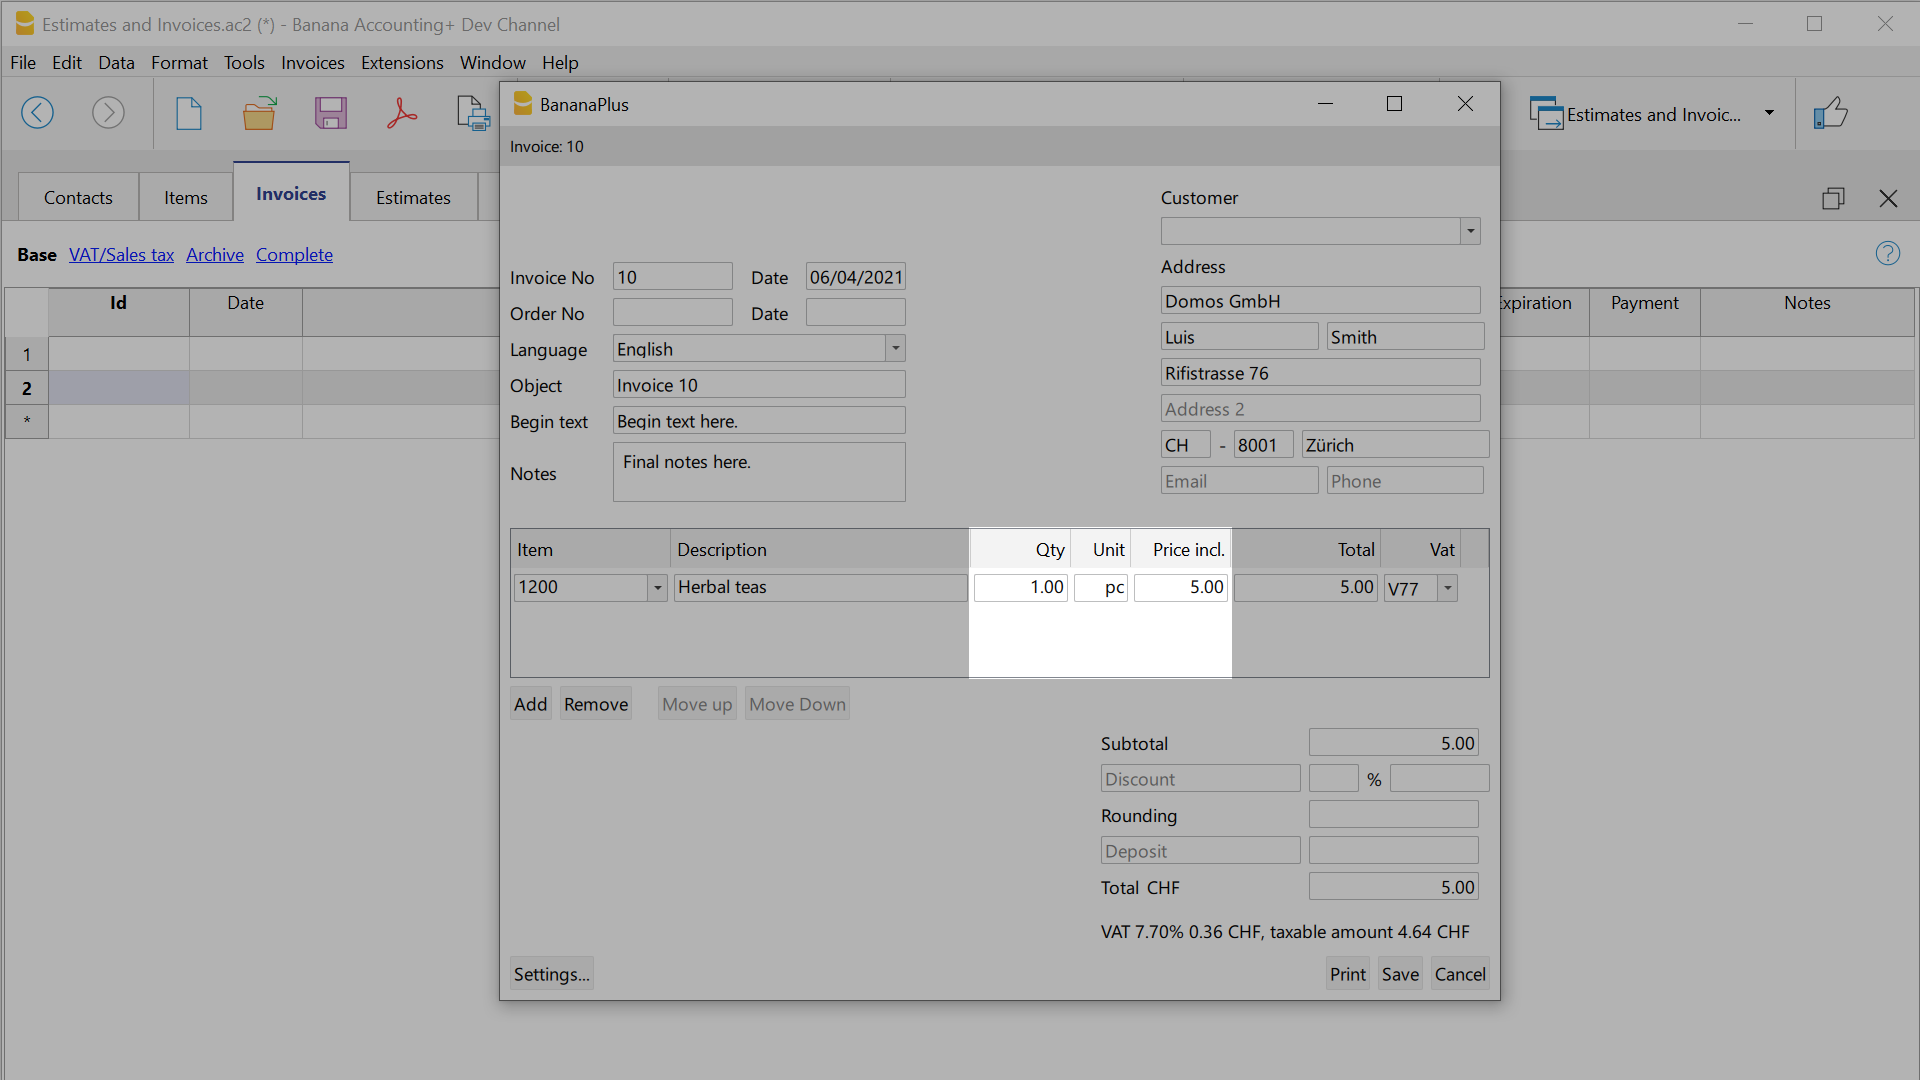 Estimates and Invoices.ac2 (*) - Banana Accounting+ Dev Channel
File Edit Data Format Tools Invoices Extensions Window Help
Estimates and Invoic...
BananaPlus
Invoice: 10
Contacts Items Invoices Estimates
Base VAT/Sales tax Archive Complete
Id Date Expiration Payment Notes
1
2
*
Customer
Address
Invoice No 10 Date 06/04/2021
Domos GmbH
Order No Date
Luis Smith
Language English
Rifistrasse 76
Object Invoice 10
Address 2
Begin text Begin text here.
CH - 8001 Zürich
Notes Final notes here.
Email Phone
Item Description Qty Unit Price incl. Total Vat
1200 Herbal teas 1.00 pc 5.00 5.00 V77
Add Remove Move up Move Down
Subtotal 5.00
Discount %
Rounding
Deposit
Total CHF 5.00
VAT 7.70% 0.36 CHF, taxable amount 4.64 CHF
Settings... Print Save Cancel